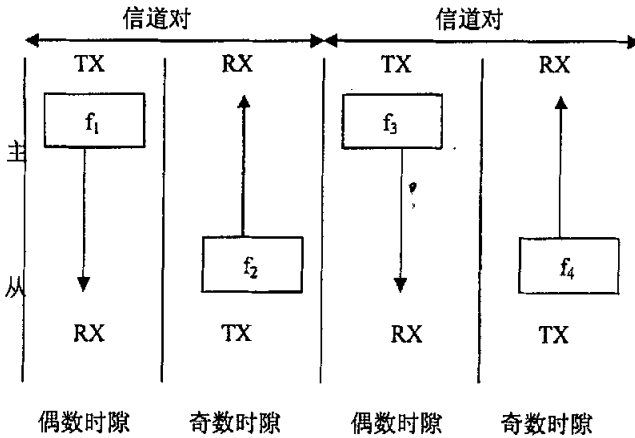 信道对 信道对
TX RX TX RX
f₁ f₃
主
f₂ f₄
从
RX TX RX TX
偶数时隙 奇数时隙 偶数时隙 奇数时隙